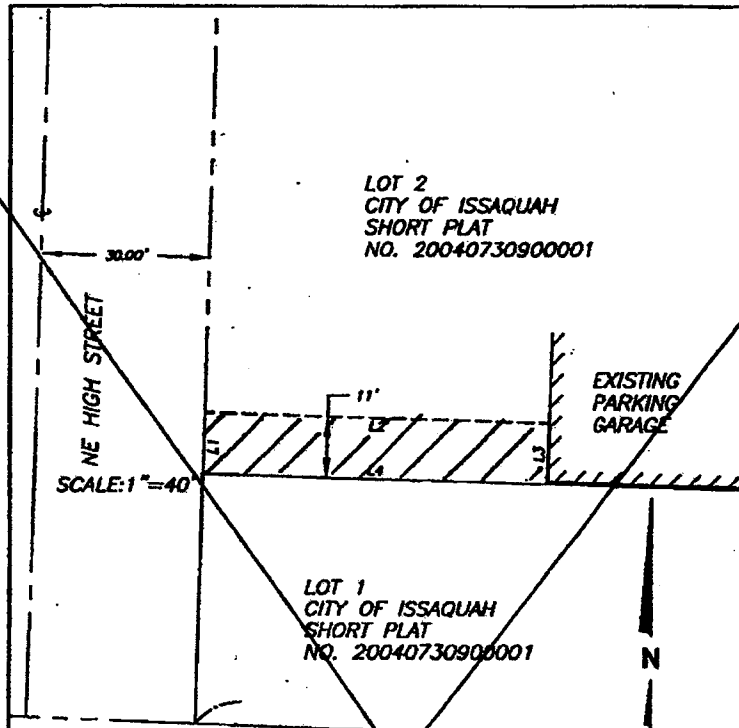 LOT 2
CITY OF ISSAQUAH
SHORT PLAT
NO. 20040730900001
30.00'
NE HIGH STREET
11'
L1
L2
L3
L4
EXISTING
PARKING
GARAGE
SCALE:1"=40'
LOT 1
CITY OF ISSAQUAH
SHORT PLAT
NO. 20040730900001
N